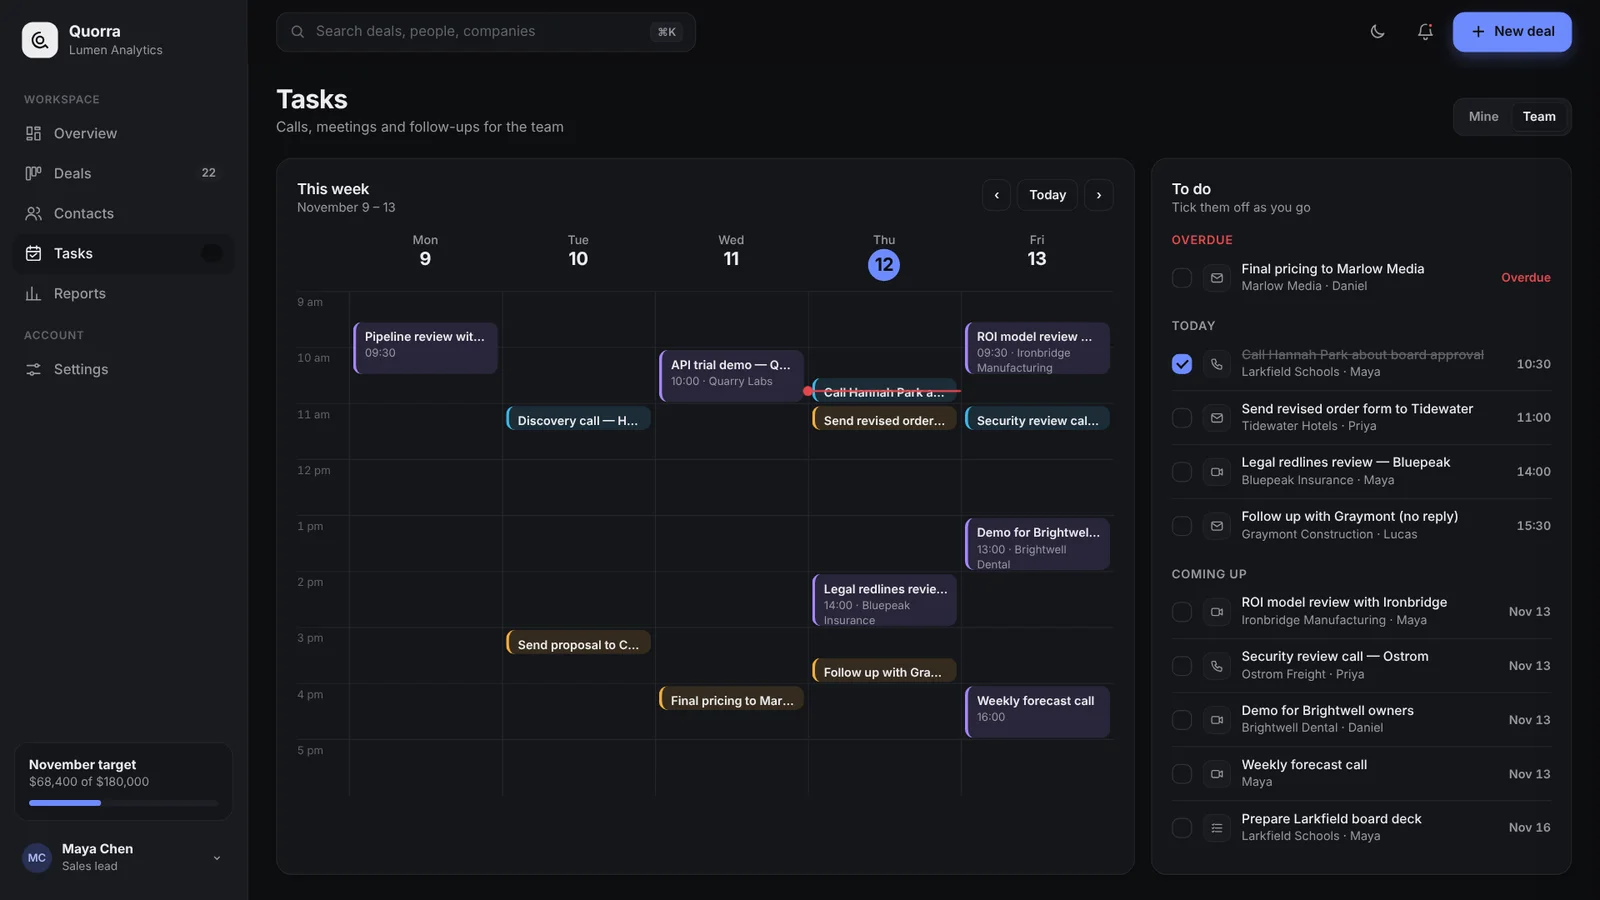 Quorra
Lumen Analytics
Search deals, people, companies
⌘K
+ New deal
WORKSPACE
Overview
Deals
22
Contacts
Tasks
Reports
ACCOUNT
Settings
November target
$68,400 of $180,000
MC
Maya Chen
Sales lead
Tasks
Calls, meetings and follow-ups for the team
Mine
Team
This week
November 9 – 13
‹
Today
›
Mon
9
Tue
10
Wed
11
Thu
12
Fri
13
9 am
10 am
11 am
12 pm
1 pm
2 pm
3 pm
4 pm
5 pm
Pipeline review wit...
09:30
Discovery call — H...
Send proposal to C...
API trial demo — Q...
10:00 · Quarry Labs
Final pricing to Mar...
Call Hannah Park a...
Send revised order...
Legal redlines revie...
14:00 · Bluepeak
Insurance
Follow up with Gra...
ROI model review ...
09:30 · Ironbridge
Manufacturing
Security review cal...
Demo for Brightwel...
13:00 · Brightwell
Dental
Weekly forecast call
16:00
To do
Tick them off as you go
OVERDUE
Final pricing to Marlow Media
Marlow Media · Daniel
Overdue
TODAY
Call Hannah Park about board approval
Larkfield Schools · Maya
10:30
Send revised order form to Tidewater
Tidewater Hotels · Priya
11:00
Legal redlines review — Bluepeak
Bluepeak Insurance · Maya
14:00
Follow up with Graymont (no reply)
Graymont Construction · Lucas
15:30
COMING UP
ROI model review with Ironbridge
Ironbridge Manufacturing · Maya
Nov 13
Security review call — Ostrom
Ostrom Freight · Priya
Nov 13
Demo for Brightwell owners
Brightwell Dental · Daniel
Nov 13
Weekly forecast call
Maya
Nov 13
Prepare Larkfield board deck
Larkfield Schools · Maya
Nov 16